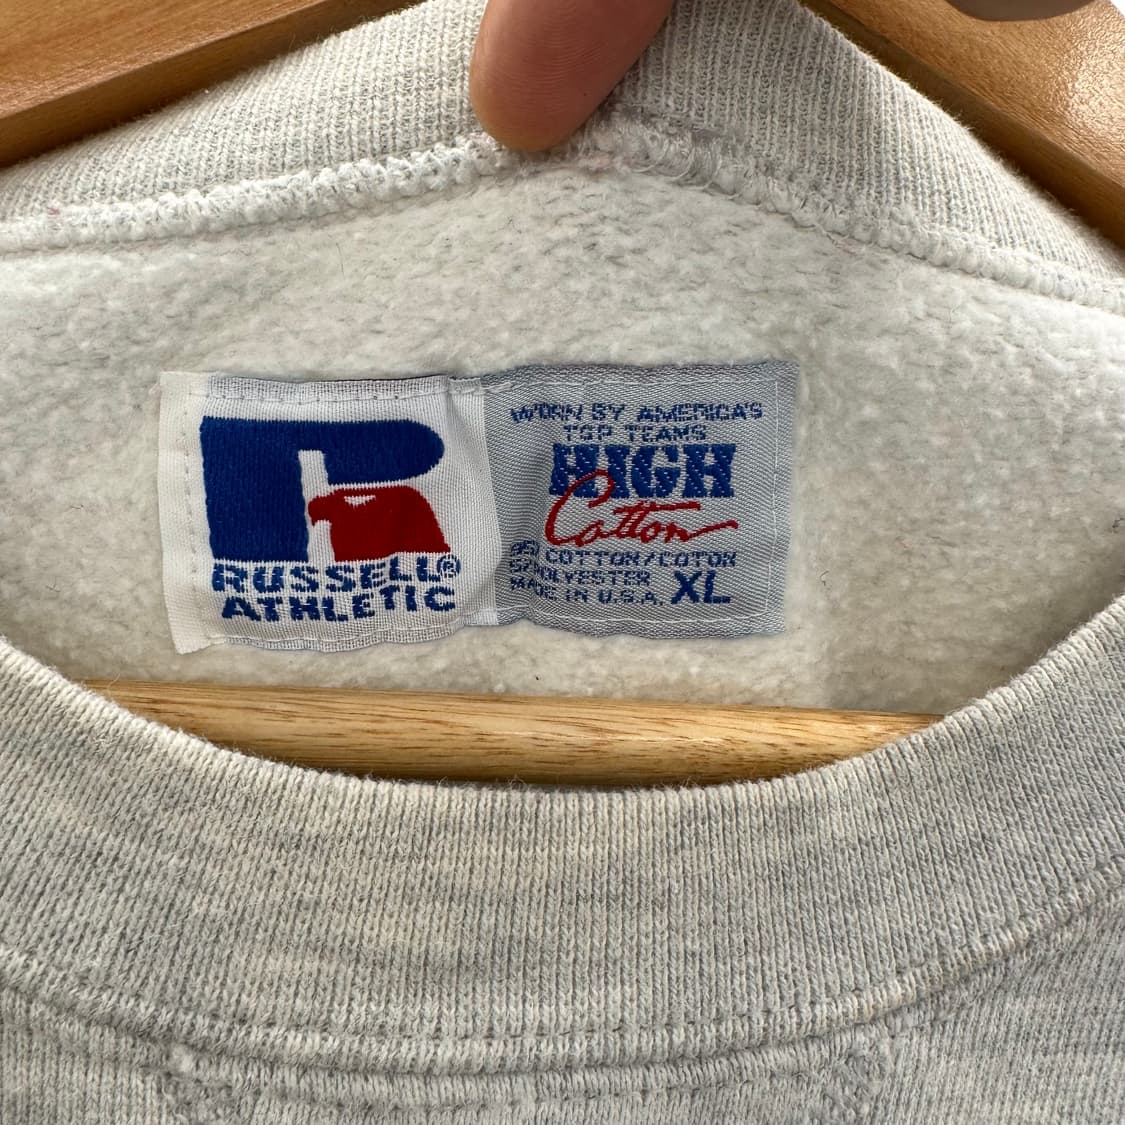 RUSSELL®
ATHLETIC
WORN BY AMERICA'S
TOP TEAMS
HIGH
Cotton
95% COTTON/COTON
5% POLYESTER
MADE IN U.S.A. XL